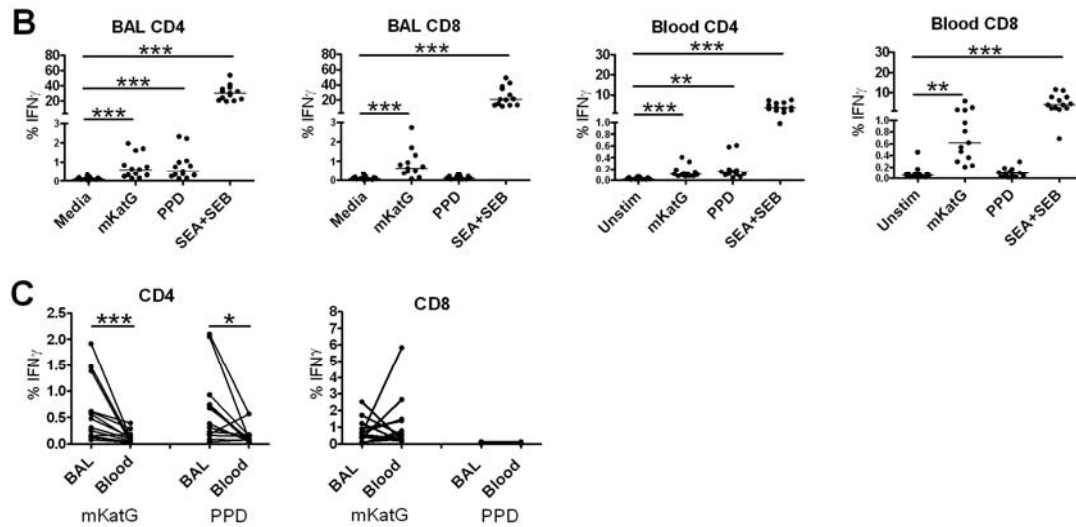 B
BAL CD4
% IFNγ
80
60
40
20
3
2
1
0
***
***
***
Media
mKatG
PPD
SEA+SEB
BAL CD8
% IFNγ
80
60
40
20
3
2
1
0
***
***
Media
mKatG
PPD
SEA+SEB
Blood CD4
% IFNγ
30
20
10
1.0
0.8
0.6
0.4
0.2
0.0
***
**
***
Unstim
mKatG
PPD
SEA+SEB
Blood CD8
% IFNγ
30
20
10
1.0
0.8
0.6
0.4
0.2
0.0
***
**
Unstim
mKatG
PPD
SEA+SEB
C
CD4
% IFNγ
2.5
2.0
1.5
1.0
0.5
0.0
***
*
BAL
Blood
BAL
Blood
mKatG
PPD
CD8
% IFNγ
8
7
6
5
4
3
2
1
0
BAL
Blood
BAL
Blood
mKatG
PPD